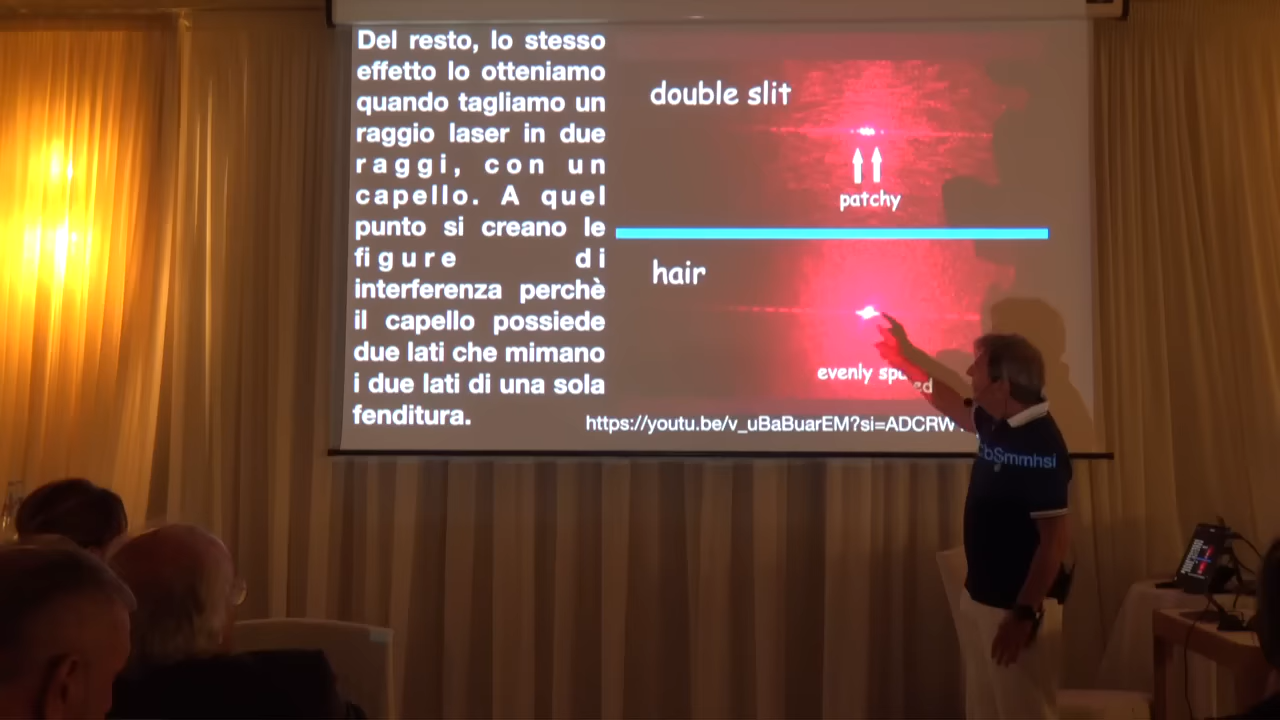 Del resto, lo stesso
effetto lo otteniamo
quando tagliamo un
raggio laser in due
raggi, con un
capello. A quel
punto si creano le
figure di
interferenza perchè
il capello possiede
due lati che mimano
i due lati di una sola
fenditura.
double slit
patchy
hair
evenly
https://youtu.be/v_uBaBuarEM?si=ADCRW